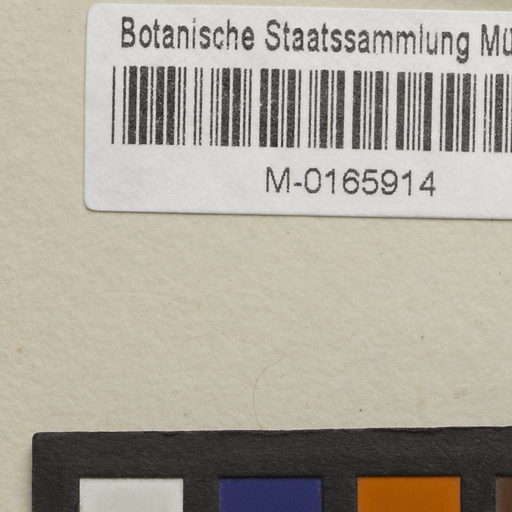 Botanische Staatssammlung Mü
M-0165914